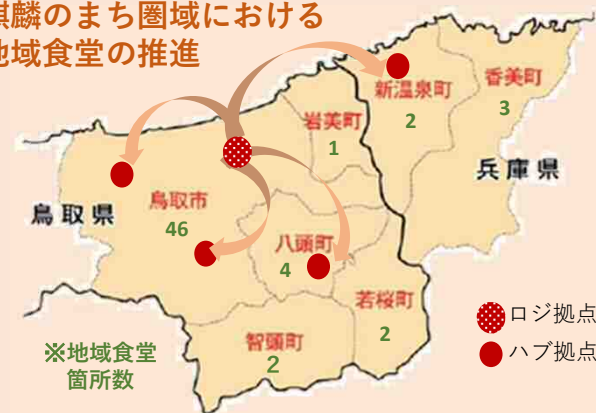 麒麟のまち圏域における
地域食堂の推進
新温泉町
2
香美町
3
岩美町
1
兵庫県
鳥取県
鳥取市
46
八頭町
4
若桜町
2
智頭町
2
※地域食堂
箇所数
ロジ拠点
ハブ拠点